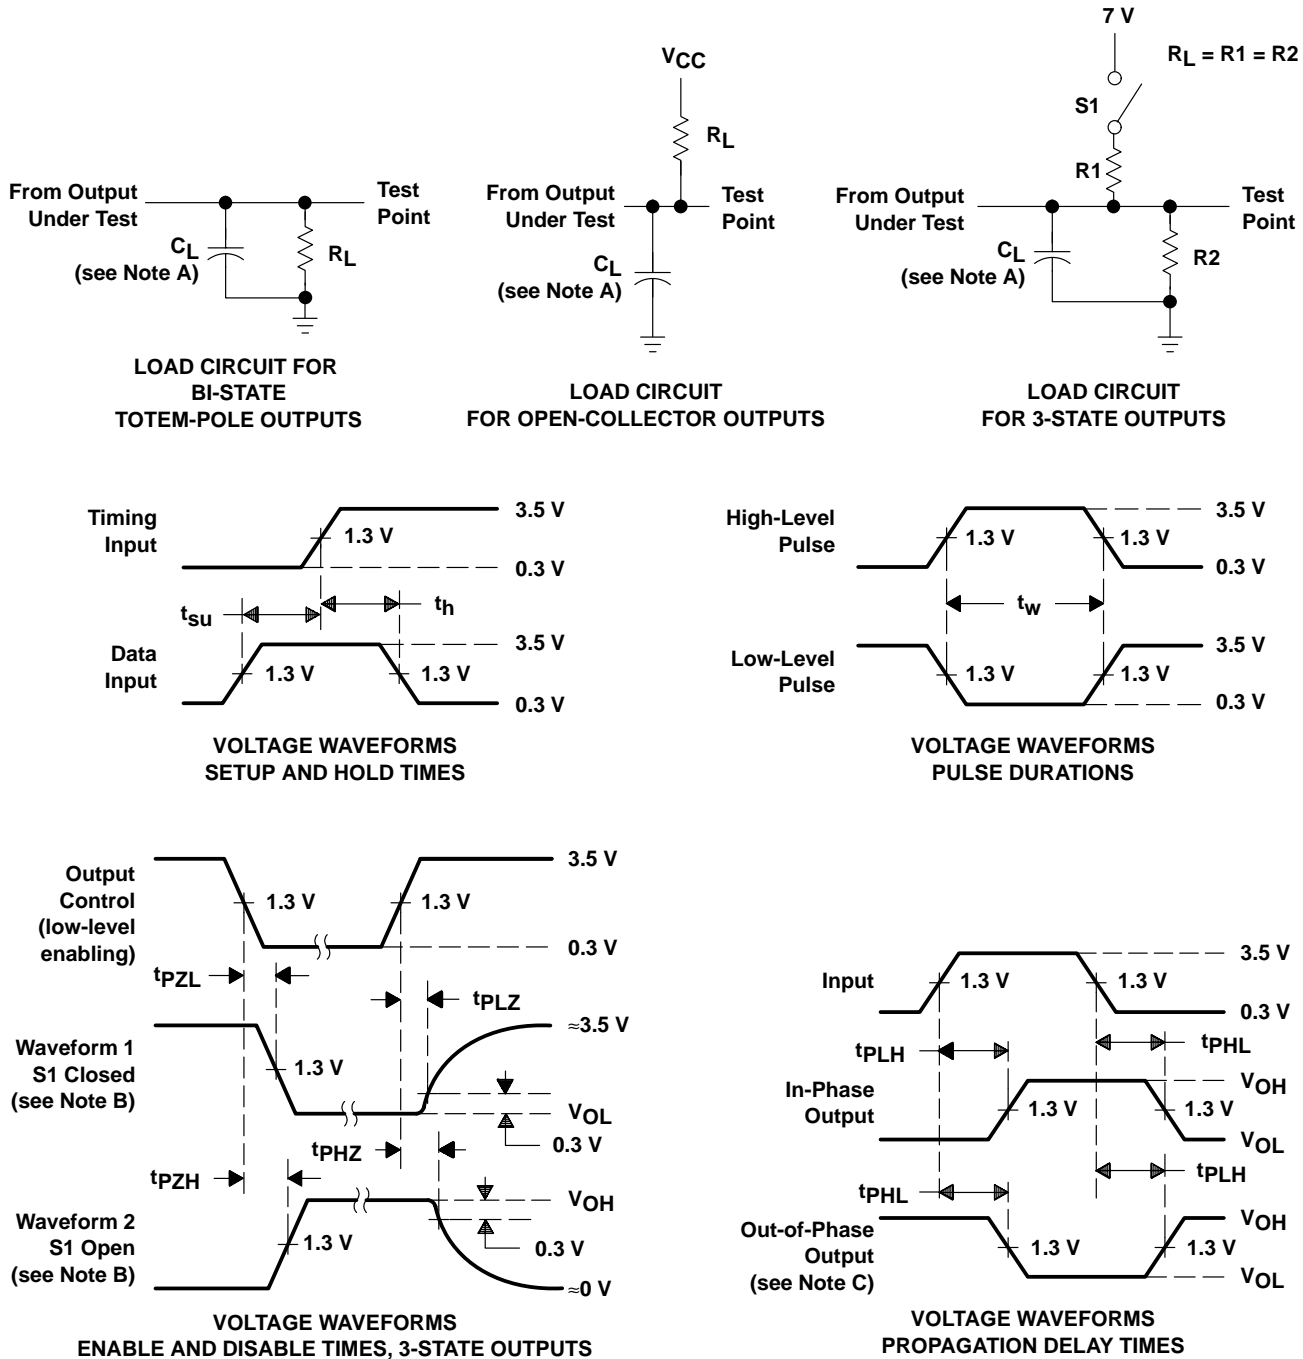 From Output
Under Test
Test
Point
CL
(see Note A)
RL
LOAD CIRCUIT FOR
BI-STATE
TOTEM-POLE OUTPUTS
VCC
RL
From Output
Under Test
Test
Point
CL
(see Note A)
LOAD CIRCUIT
FOR OPEN-COLLECTOR OUTPUTS
7 V
RL = R1 = R2
S1
R1
From Output
Under Test
Test
Point
CL
(see Note A)
R2
LOAD CIRCUIT
FOR 3-STATE OUTPUTS
Timing
Input
1.3 V
3.5 V
0.3 V
tsu
th
Data
Input
1.3 V
1.3 V
3.5 V
0.3 V
VOLTAGE WAVEFORMS
SETUP AND HOLD TIMES
High-Level
Pulse
1.3 V
1.3 V
3.5 V
0.3 V
tw
Low-Level
Pulse
1.3 V
1.3 V
3.5 V
0.3 V
VOLTAGE WAVEFORMS
PULSE DURATIONS
Output
Control
(low-level
enabling)
1.3 V
1.3 V
3.5 V
0.3 V
tPZL
tPLZ
Waveform 1
S1 Closed
(see Note B)
1.3 V
≈3.5 V
VOL
0.3 V
tPHZ
tPZH
Waveform 2
S1 Open
(see Note B)
1.3 V
VOH
0.3 V
≈0 V
VOLTAGE WAVEFORMS
ENABLE AND DISABLE TIMES, 3-STATE OUTPUTS
Input
1.3 V
1.3 V
3.5 V
0.3 V
tPLH
tPHL
In-Phase
Output
1.3 V
1.3 V
VOH
VOL
tPHL
tPLH
Out-of-Phase
Output
(see Note C)
1.3 V
1.3 V
VOH
VOL
VOLTAGE WAVEFORMS
PROPAGATION DELAY TIMES